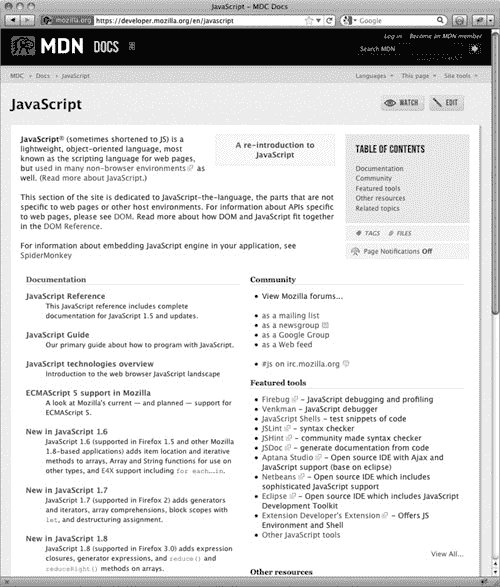 JavaScript – MDC Docs
mozilla.org https://developer.mozilla.org/en/javascript
Google
MDN DOCS
Log in Become an MDN member
Search MDN
MDC > Docs > JavaScript
Languages This page Site tools
JavaScript
WATCH EDIT
JavaScript® (sometimes shortened to JS) is a
lightweight, object-oriented language, most
known as the scripting language for web pages,
but used in many non-browser environments as
well. (Read more about JavaScript.)
A re-introduction to
JavaScript
This section of the site is dedicated to JavaScript-the-language, the parts that are not
specific to web pages or other host environments. For information about APIs specific
to web pages, please see DOM. Read more about how DOM and JavaScript fit together
in the DOM Reference.
For information about embedding JavaScript engine in your application, see
SpiderMonkey
TABLE OF CONTENTS
Documentation
Community
Featured tools
Other resources
Related topics
TAGS FILES
Page Notifications Off
Documentation
JavaScript Reference
This JavaScript reference includes complete
documentation for JavaScript 1.5 and updates.
JavaScript Guide
Our primary guide about how to program with JavaScript.
JavaScript technologies overview
Introduction to the web browser JavaScript landscape
ECMAScript 5 support in Mozilla
A look at Mozilla's current — and planned — support for
ECMAScript 5.
New in JavaScript 1.6
JavaScript 1.6 (supported in Firefox 1.5 and other Mozilla
1.8-based applications) adds item location and iterative
methods to arrays, Array and String functions for use
on other types, and E4X support including for each...in.
New in JavaScript 1.7
JavaScript 1.7 (supported in Firefox 2) adds generators
and iterators, array comprehensions, block scopes with
let, and destructuring assignment.
New in JavaScript 1.8
JavaScript 1.8 (supported in Firefox 3.0) adds expression
closures, generator expressions, and reduce() and
reduceRight() methods on arrays.
Community
• View Mozilla forums...
• as a mailing list
• as a newsgroup
• as a Google Group
• as a Web feed
• #js on irc.mozilla.org
Featured tools
• Firebug – JavaScript debugging and profiling
• Venkman – JavaScript debugger
• JavaScript Shells – test snippets of code
• JSLint – syntax checker
• JSHint – community made syntax checker
• JSDoc – generate documentation from code
• Aptana Studio – Open source IDE with Ajax and
JavaScript support (base on eclipse)
• Netbeans – Open source IDE which includes
sophisticated JavaScript support
• Eclipse – Open source IDE which includes JavaScript
Development Toolkit
• Extension Developer's Extension – Offers JS
Environment and Shell
• Other JavaScript tools
View All...
Other resources